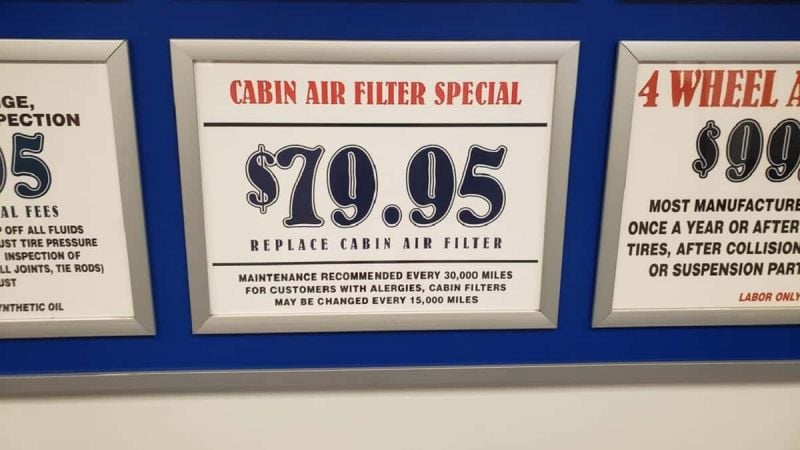 GE,
PECTION
95
AL FEES
OFF ALL FLUIDS
UST TIRE PRESSURE
INSPECTION OF
LL JOINTS, TIE RODS)
UST
NTHETIC OIL
CABIN AIR FILTER SPECIAL
$79.95
REPLACE CABIN AIR FILTER
MAINTENANCE RECOMMENDED EVERY 30,000 MILES
FOR CUSTOMERS WITH ALERGIES, CABIN FILTERS
MAY BE CHANGED EVERY 15,000 MILES
4 WHEEL A
$99.
MOST MANUFACTURE
ONCE A YEAR OR AFTER
TIRES, AFTER COLLISION
OR SUSPENSION PART
LABOR ONLY